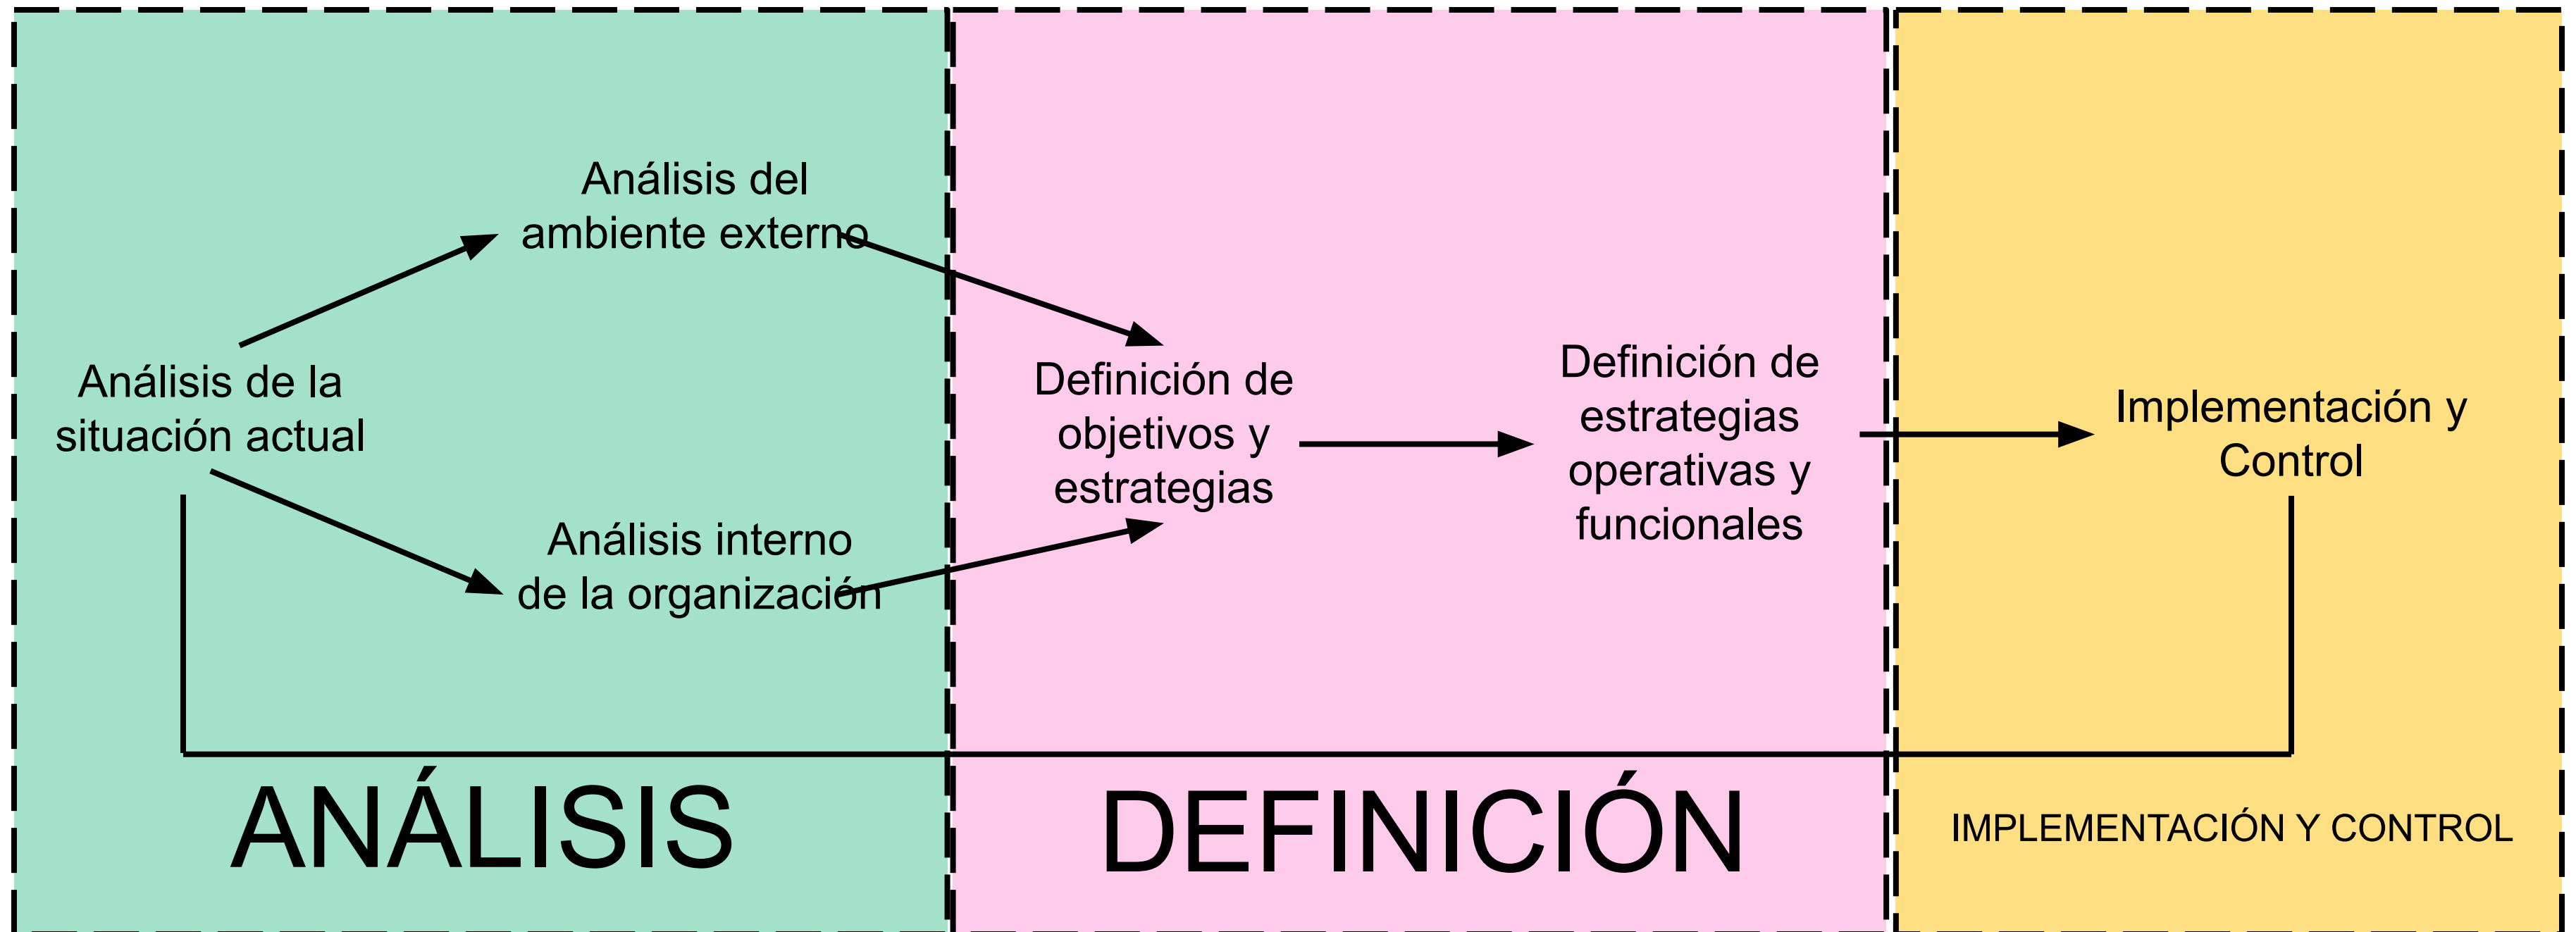 Análisis de la
situación actual
Análisis del
ambiente externo
Análisis interno
de la organización
Definición de
objetivos y
estrategias
Definición de
estrategias
operativas y
funcionales
Implementación y
Control
ANÁLISIS
DEFINICIÓN
IMPLEMENTACIÓN Y CONTROL